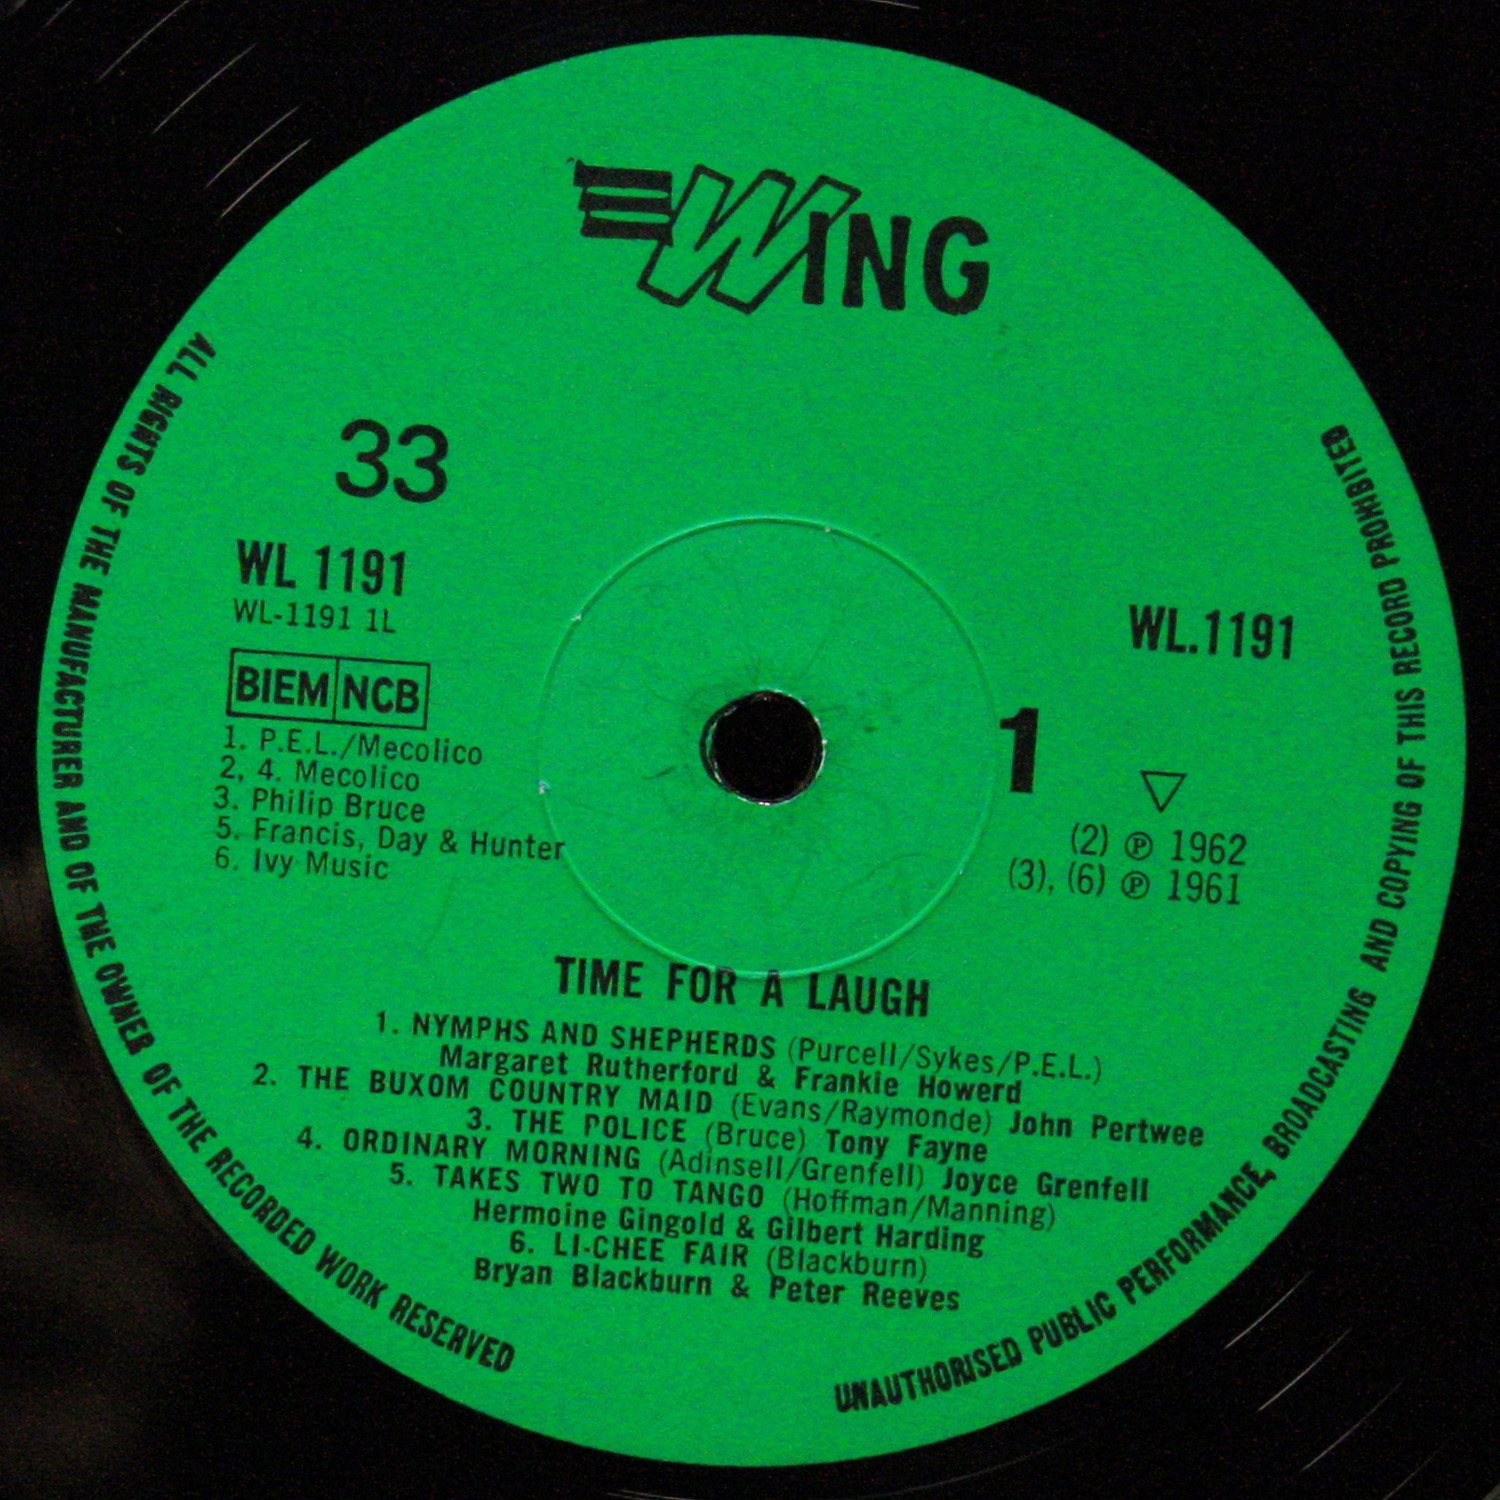 WING
33
WL 1191
WL-1191 1L
BIEM NCB
1. P.E.L./Mecolico
2, 4. Mecolico
3. Philip Bruce
5. Francis, Day & Hunter
6. Ivy Music
WL.1191
1
(2) ℗ 1962
(3), (6) ℗ 1961
TIME FOR A LAUGH
1. NYMPHS AND SHEPHERDS (Purcell/Sykes/P.E.L.)
Margaret Rutherford & Frankie Howerd
2. THE BUXOM COUNTRY MAID (Evans/Raymonde) John Pertwee
3. THE POLICE (Bruce) Tony Fayne
4. ORDINARY MORNING (Adinsell/Grenfell) Joyce Grenfell
5. TAKES TWO TO TANGO (Hoffman/Manning)
Hermoine Gingold & Gilbert Harding
6. LI-CHEE FAIR (Blackburn)
Bryan Blackburn & Peter Reeves
ALL RIGHTS OF THE MANUFACTURER AND OF THE OWNER OF THE RECORDED WORK RESERVED
UNAUTHORISED PUBLIC PERFORMANCE, BROADCASTING AND COPYING OF THIS RECORD PROHIBITED